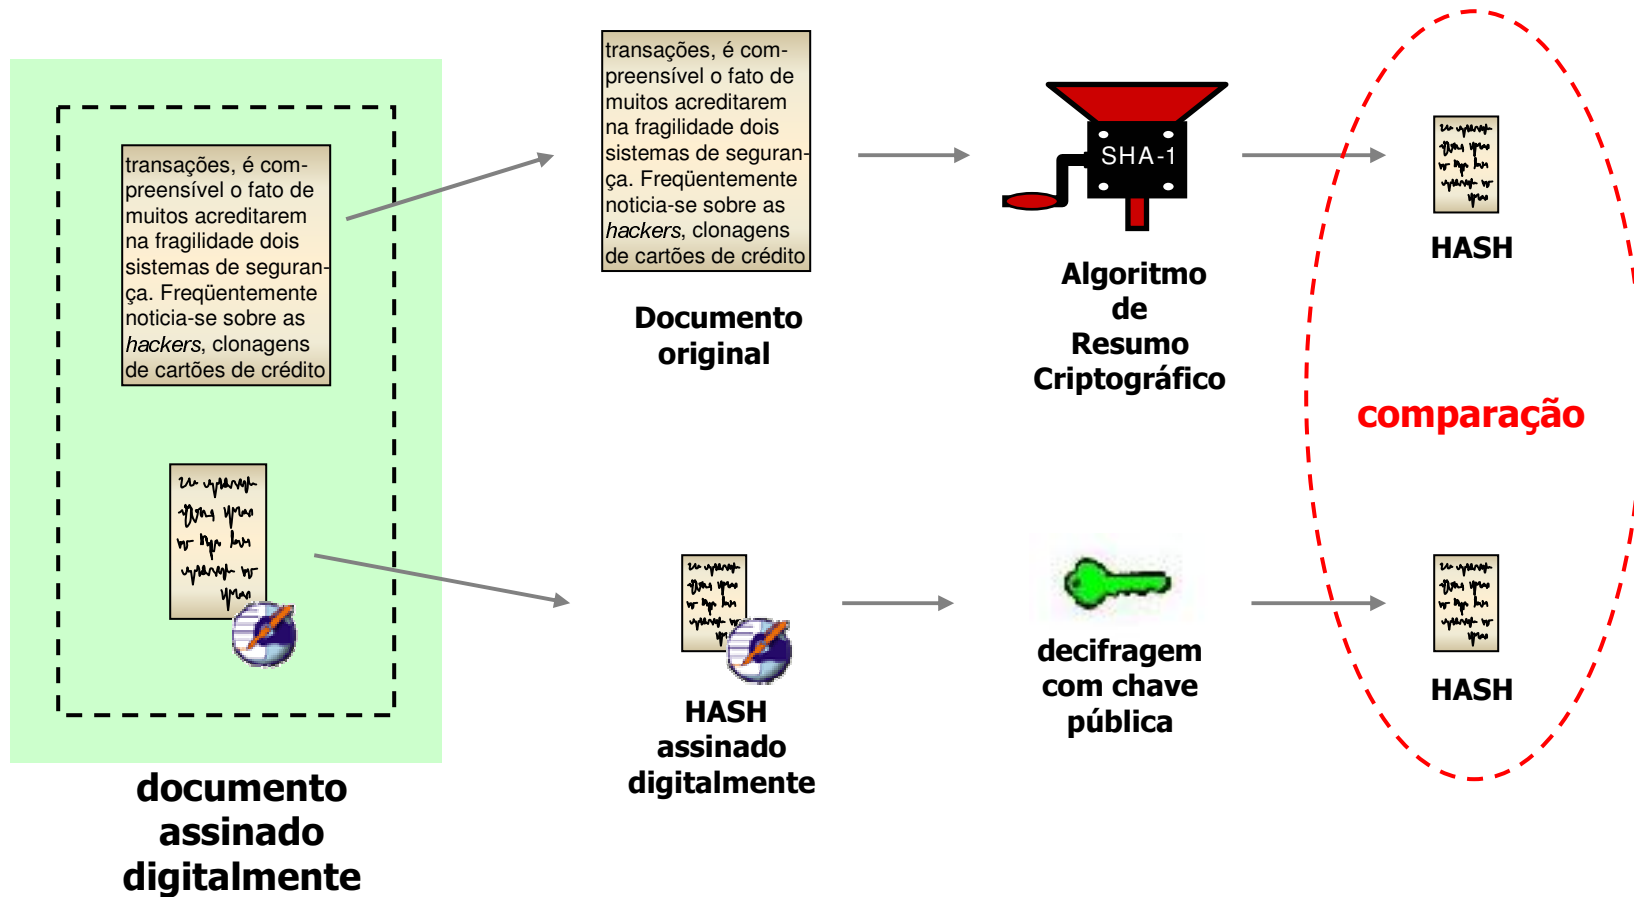 transações, é com-
preensível o fato de
muitos acreditarem
na fragilidade dois
sistemas de seguran-
ça. Freqüentemente
noticia-se sobre as
hackers, clonagens
de cartões de crédito
documento
assinado
digitalmente
transações, é com-
preensível o fato de
muitos acreditarem
na fragilidade dois
sistemas de seguran-
ça. Freqüentemente
noticia-se sobre as
hackers, clonagens
de cartões de crédito
Documento
original
SHA-1
Algoritmo
de
Resumo
Criptográfico
HASH
comparação
HASH
assinado
digitalmente
decifragem
com chave
pública
HASH